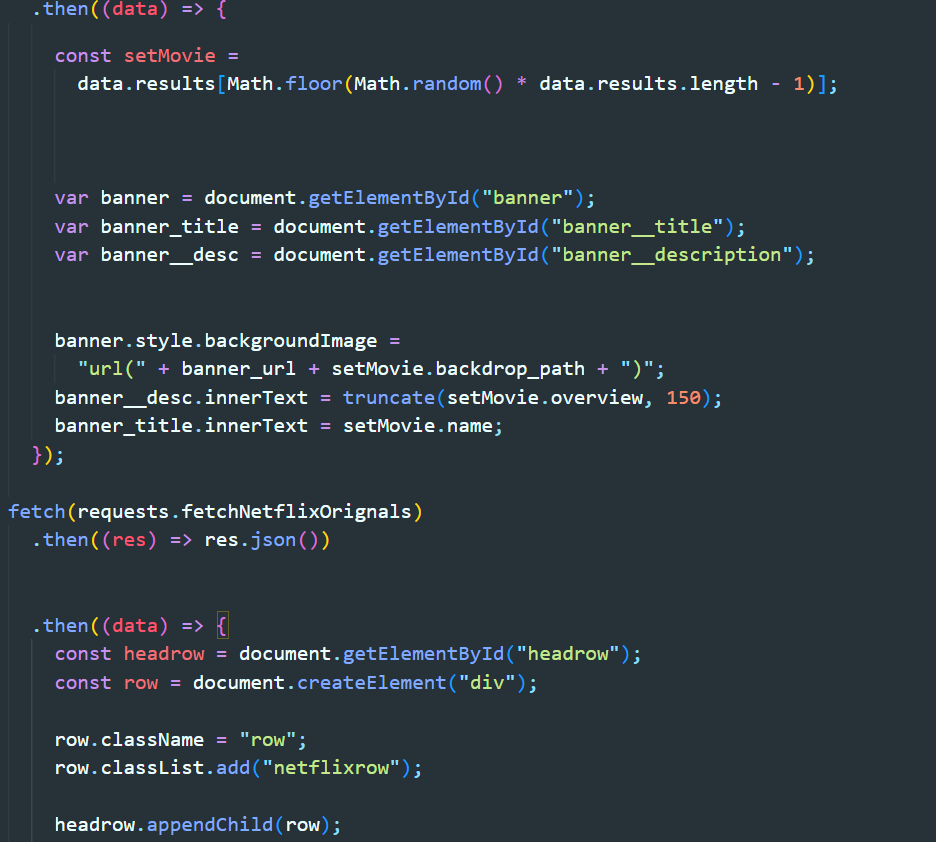 .then((data) => {
const setMovie =
data.results[Math.floor(Math.random() * data.results.length - 1)];
var banner = document.getElementById("banner");
var banner_title = document.getElementById("banner__title");
var banner__desc = document.getElementById("banner__description");
banner.style.backgroundImage =
"url(" + banner_url + setMovie.backdrop_path + ")";
banner__desc.innerText = truncate(setMovie.overview, 150);
banner_title.innerText = setMovie.name;
});
fetch(requests.fetchNetflixOrignals)
.then((res) => res.json())
.then((data) => {
const headrow = document.getElementById("headrow");
const row = document.createElement("div");
row.className = "row";
row.classList.add("netflixrow");
headrow.appendChild(row);